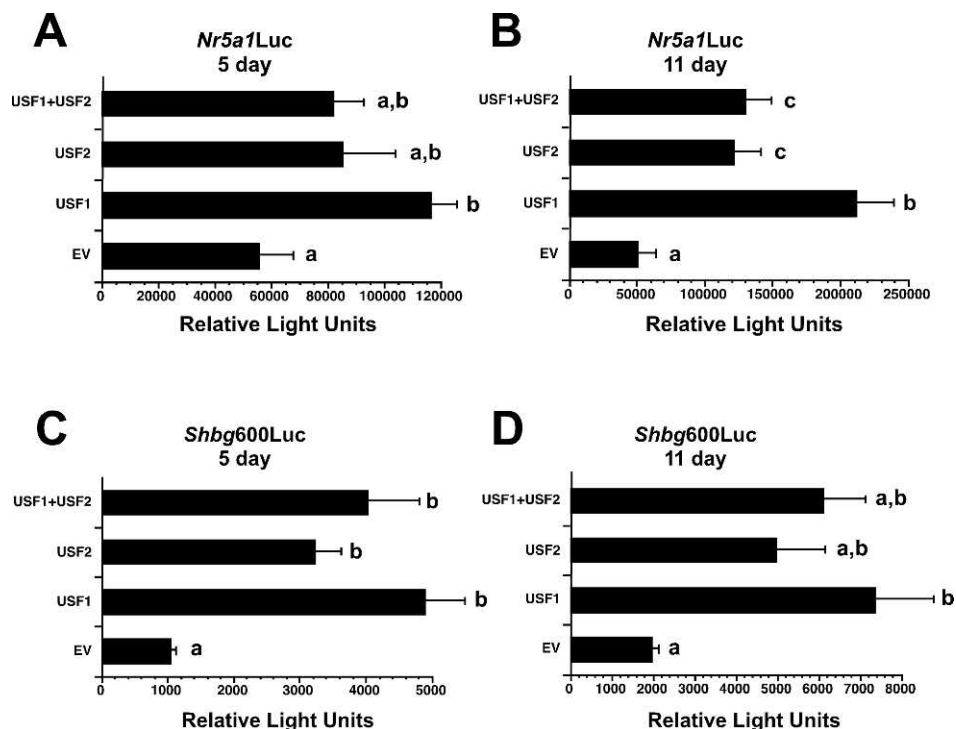 A
Nr5a1Luc
5 day
USF1+USF2
a,b
USF2
a,b
USF1
b
EV
a
0 20000 40000 60000 80000 100000 120000
Relative Light Units
B
Nr5a1Luc
11 day
USF1+USF2
c
USF2
c
USF1
b
EV
a
0 50000 100000 150000 200000 250000
Relative Light Units
C
Shbg600Luc
5 day
USF1+USF2
b
USF2
b
USF1
b
EV
a
0 1000 2000 3000 4000 5000
Relative Light Units
D
Shbg600Luc
11 day
USF1+USF2
a,b
USF2
a,b
USF1
b
EV
a
0 1000 2000 3000 4000 5000 6000 7000 8000
Relative Light Units